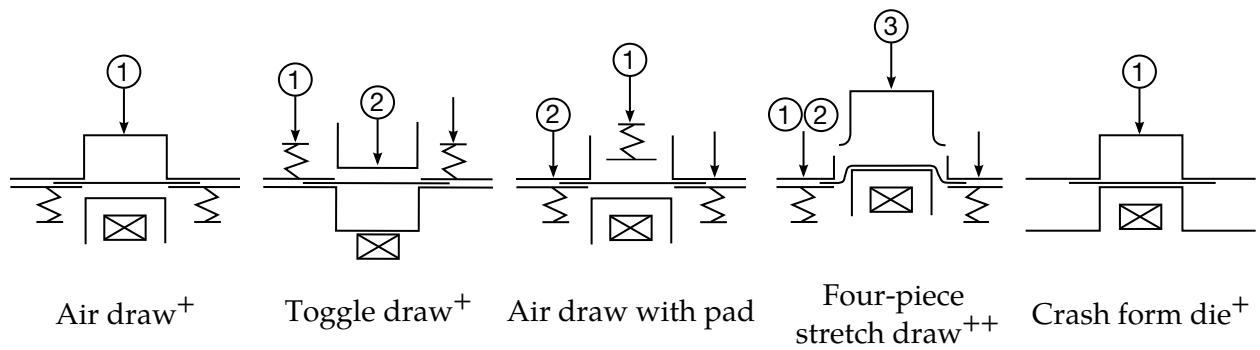 1
1
2
2
1
1 2
3
1
Air draw+
Toggle draw+
Air draw with pad
Four-piece
stretch draw++
Crash form die+